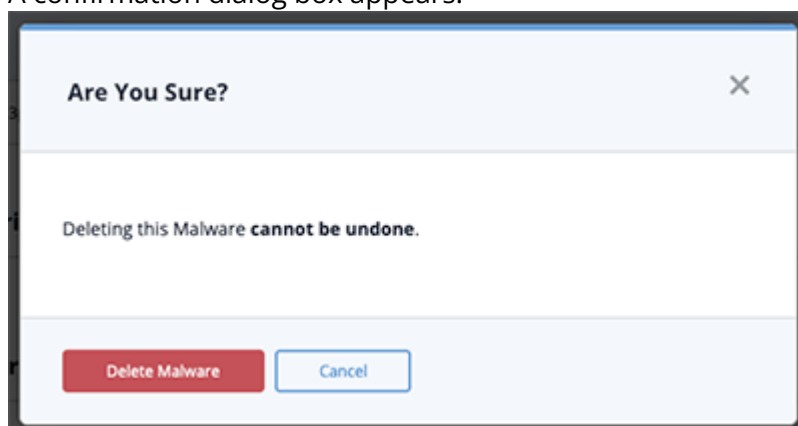 A confirmation dialog box appears.
Are You Sure?
Deleting this Malware cannot be undone.
Delete Malware
Cancel